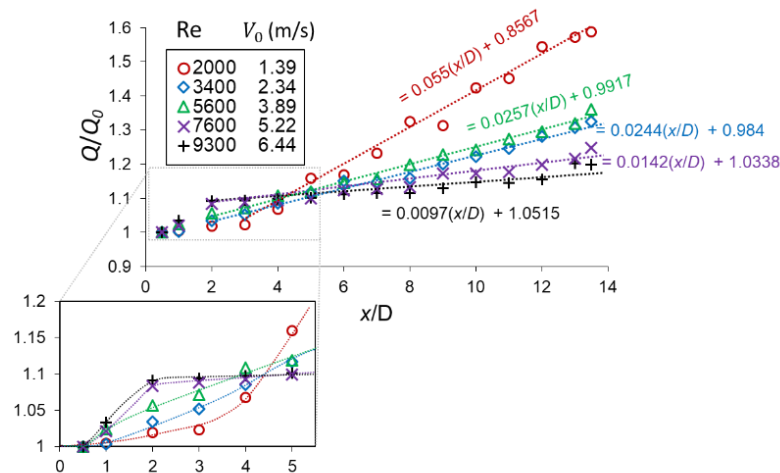 Re V₀ (m/s)
2000 1.39
3400 2.34
5600 3.89
7600 5.22
9300 6.44
Q/Q₀
1.6
1.5
1.4
1.3
1.2
1.1
1
0.9
= 0.055(x/D) + 0.8567
= 0.0257(x/D) + 0.9917
= 0.0244(x/D) + 0.984
= 0.0142(x/D) + 1.0338
= 0.0097(x/D) + 1.0515
0 2 4 6 8 10 12 14
x/D
1.2
1.15
1.1
1.05
1
0 1 2 3 4 5